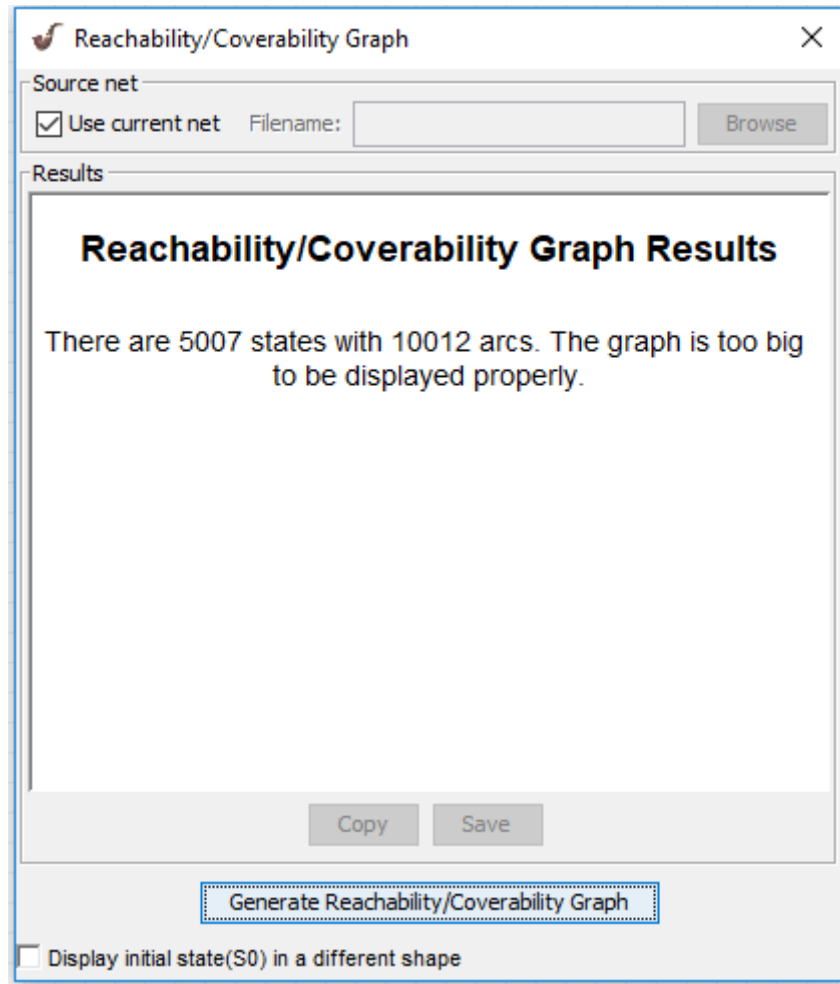 Reachability/Coverability Graph
Source net
Use current net Filename: Browse
Results
Reachability/Coverability Graph Results
There are 5007 states with 10012 arcs. The graph is too big
to be displayed properly.
Copy Save
Generate Reachability/Coverability Graph
Display initial state(S0) in a different shape